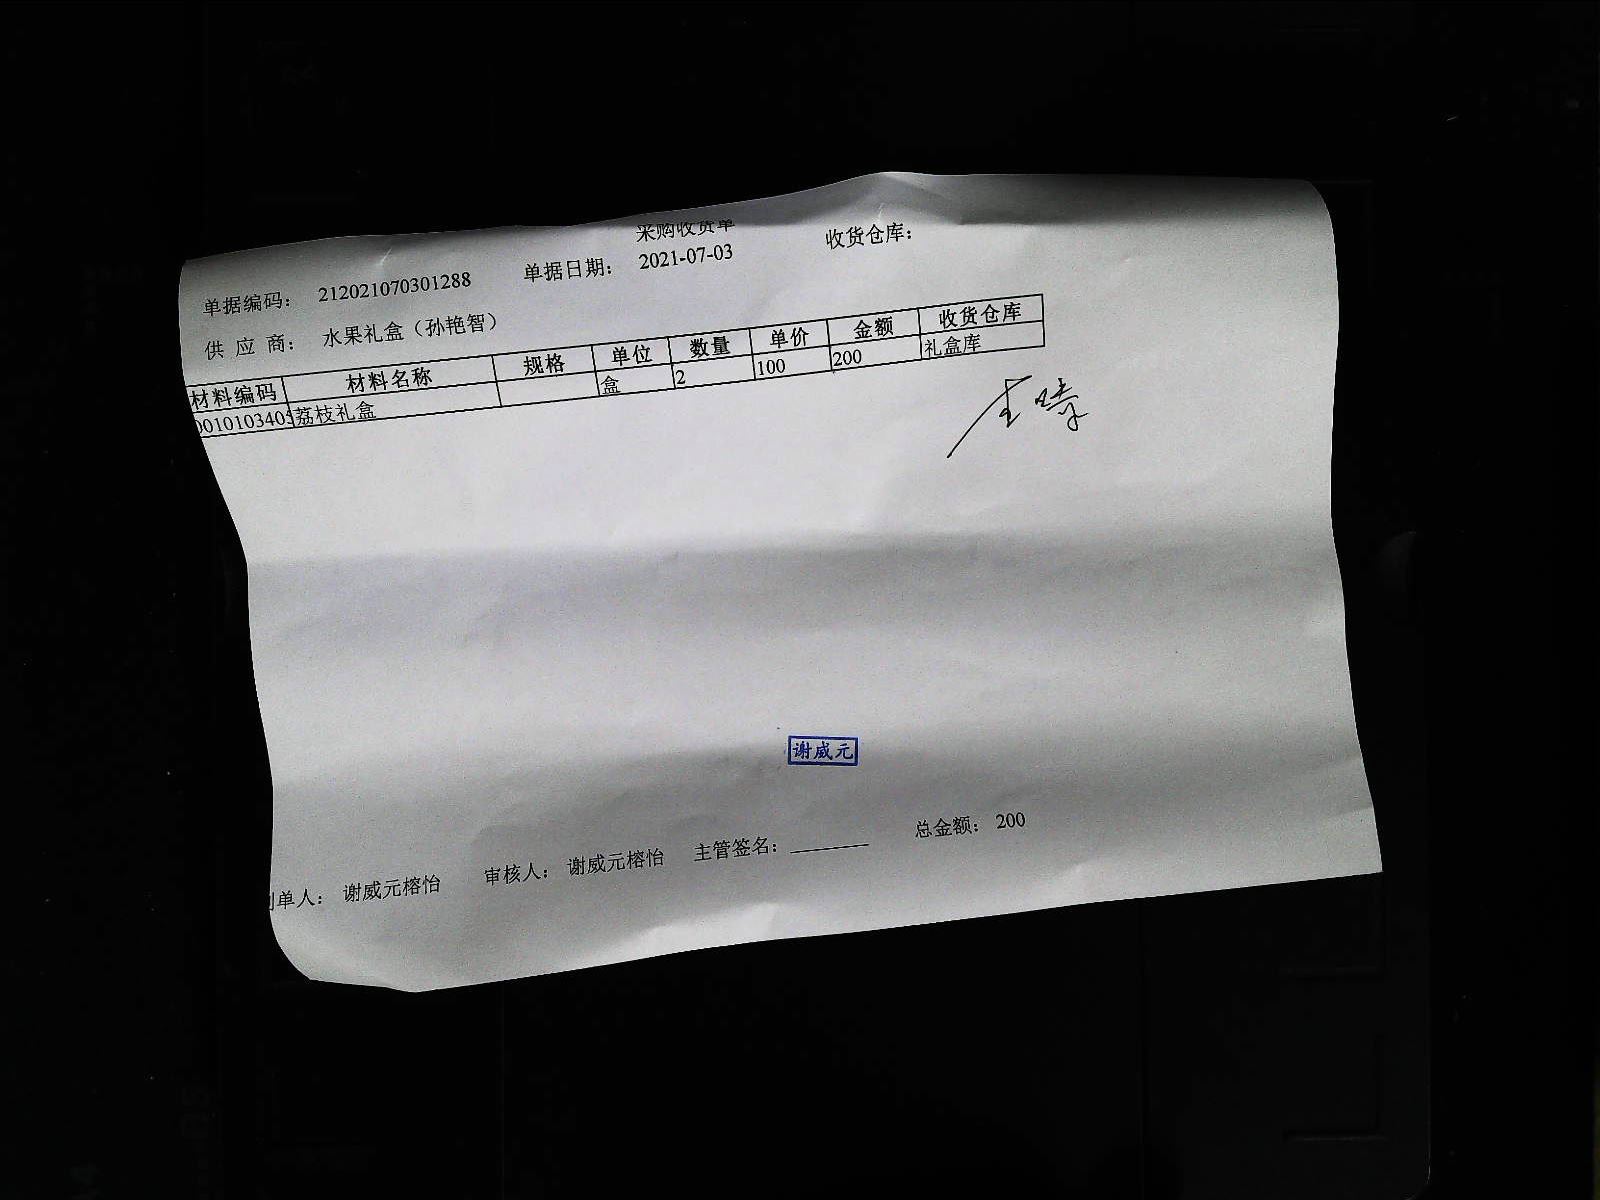 采购收货单
单据编码： 212021070301288 单据日期： 2021-07-03 收货仓库：
供 应 商： 水果礼盒（孙艳智）
材料编码 材料名称 规格 单位 数量 单价 金额 收货仓库
0010103405 荔枝礼盒 盒 2 100 200 礼盒库
谢威元
制单人： 谢威元榕怡 审核人： 谢威元榕怡 主管签名： 总金额： 200